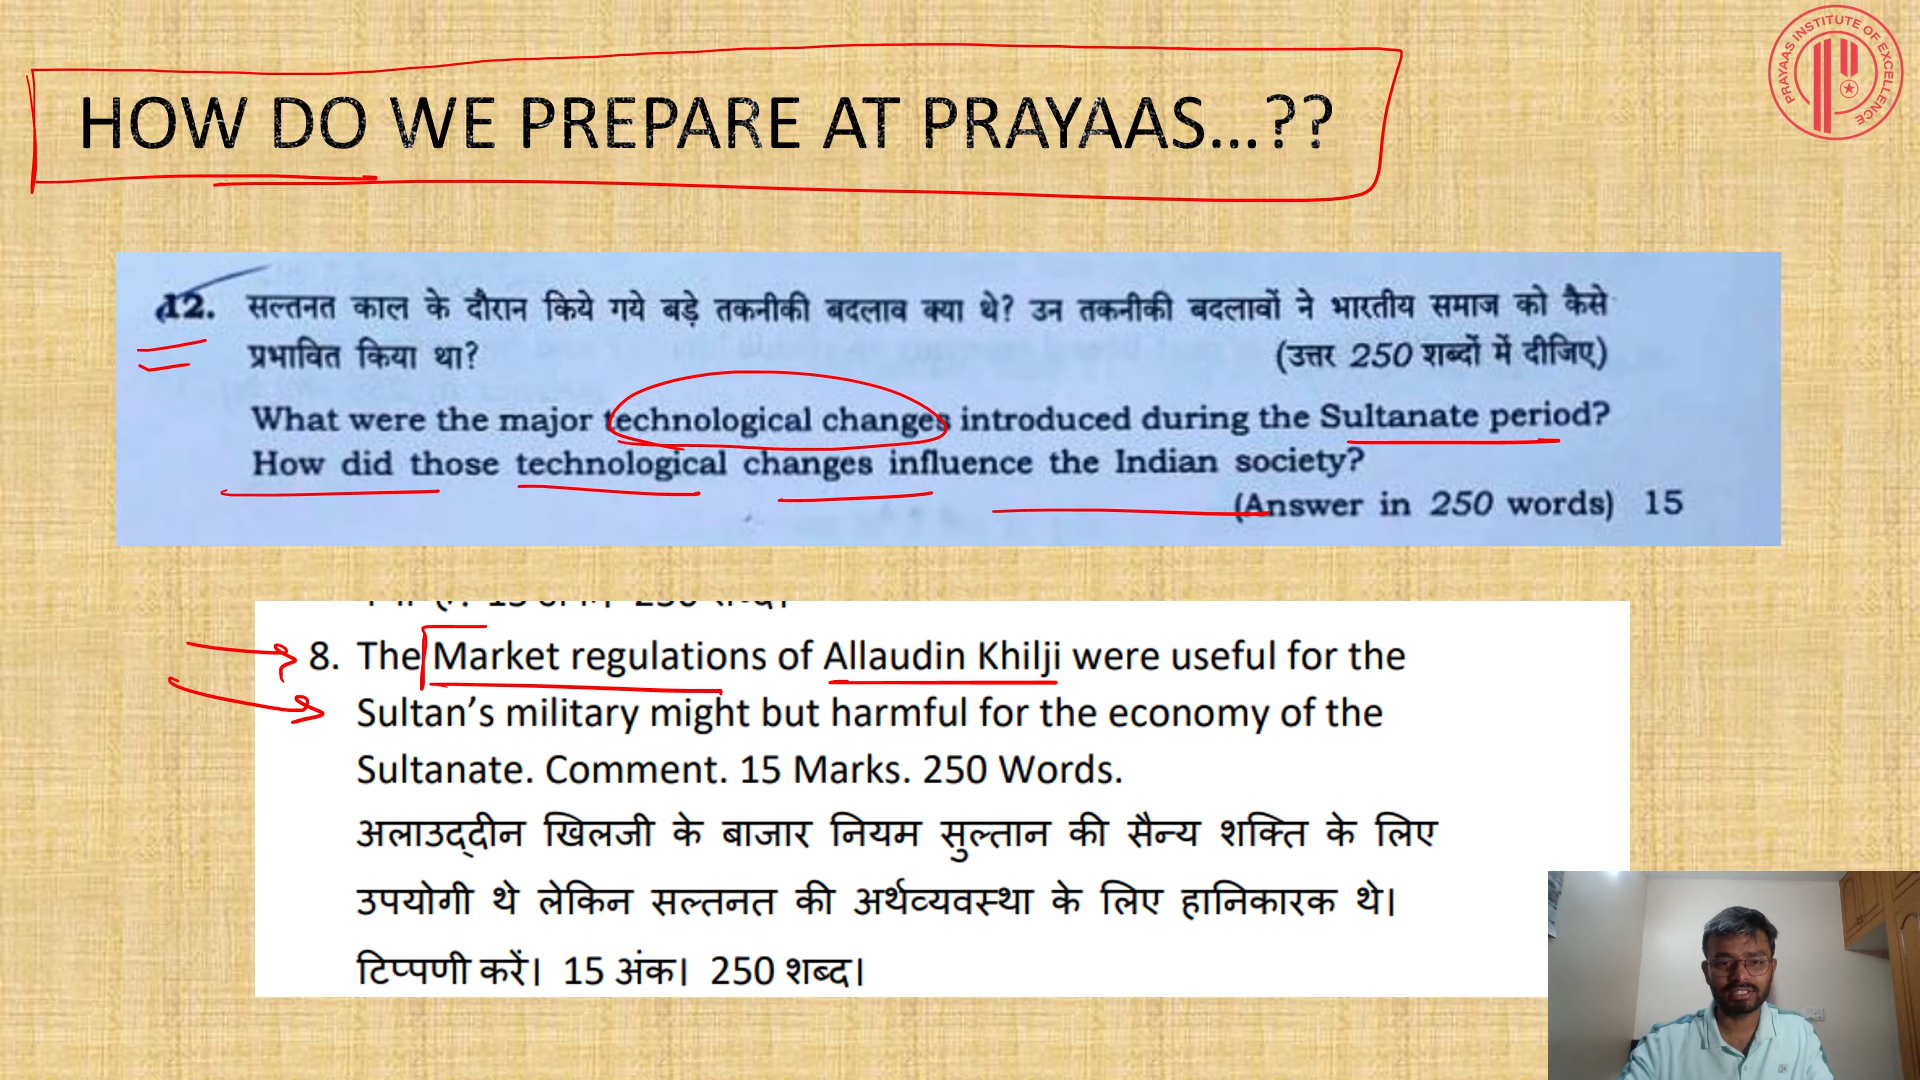 HOW DO WE PREPARE AT PRAYAAS...??
PRAYAAS INSTITUTE OF EXCELLENCE
12. सल्तनत काल के दौरान किये गये बड़े तकनीकी बदलाव क्या थे? उन तकनीकी बदलावों ने भारतीय समाज को कैसे
प्रभावित किया था? (उत्तर 250 शब्दों में दीजिए)
What were the major technological changes introduced during the Sultanate period?
How did those technological changes influence the Indian society?
(Answer in 250 words) 15
8. The Market regulations of Allaudin Khilji were useful for the
Sultan’s military might but harmful for the economy of the
Sultanate. Comment. 15 Marks. 250 Words.
अलाउद्दीन खिलजी के बाजार नियम सुल्तान की सैन्य शक्ति के लिए
उपयोगी थे लेकिन सल्तनत की अर्थव्यवस्था के लिए हानिकारक थे।
टिप्पणी करें। 15 अंक। 250 शब्द।